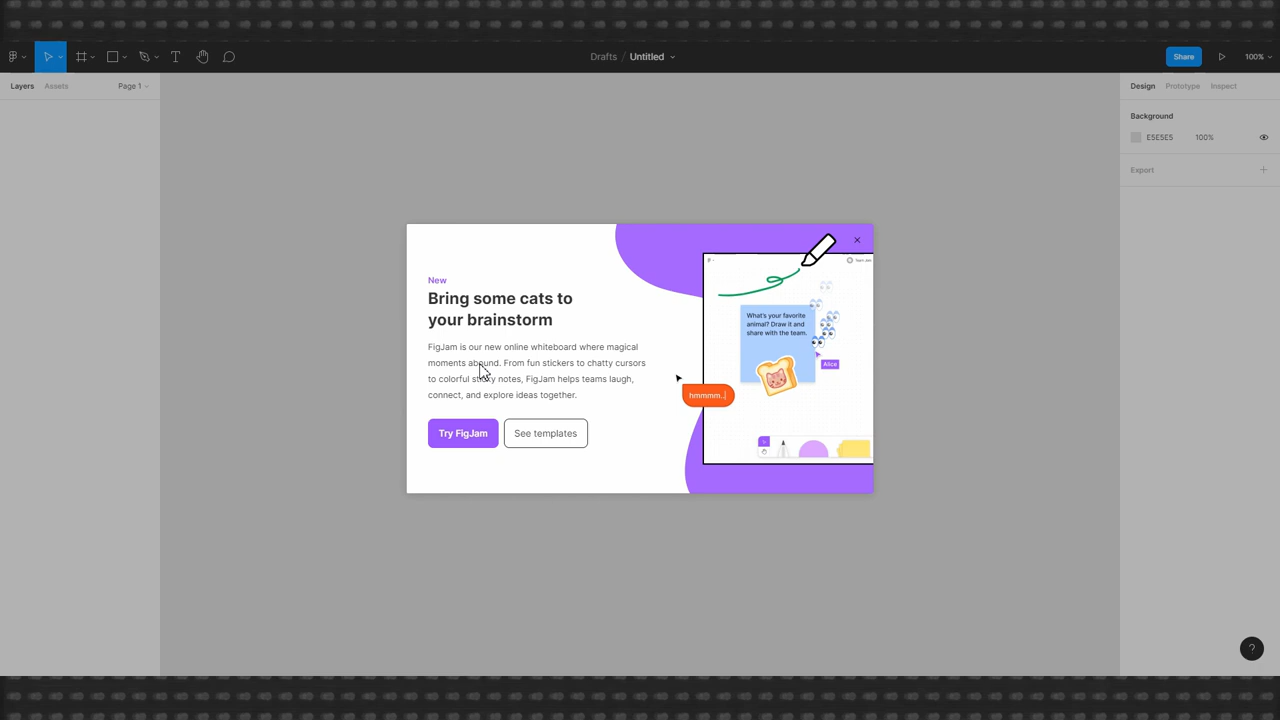 Drafts / Untitled
Share
100%
Layers
Assets
Page 1
Design
Prototype
Inspect
Background
E5E5E5
100%
Export
New
Bring some cats to
your brainstorm
FigJam is our new online whiteboard where magical
moments abound. From fun stickers to chatty cursors
to colorful sticky notes, FigJam helps teams laugh,
connect, and explore ideas together.
Try FigJam
See templates
What's your favorite
animal? Draw it and
share with the team.
Alice
hmmmm..
?